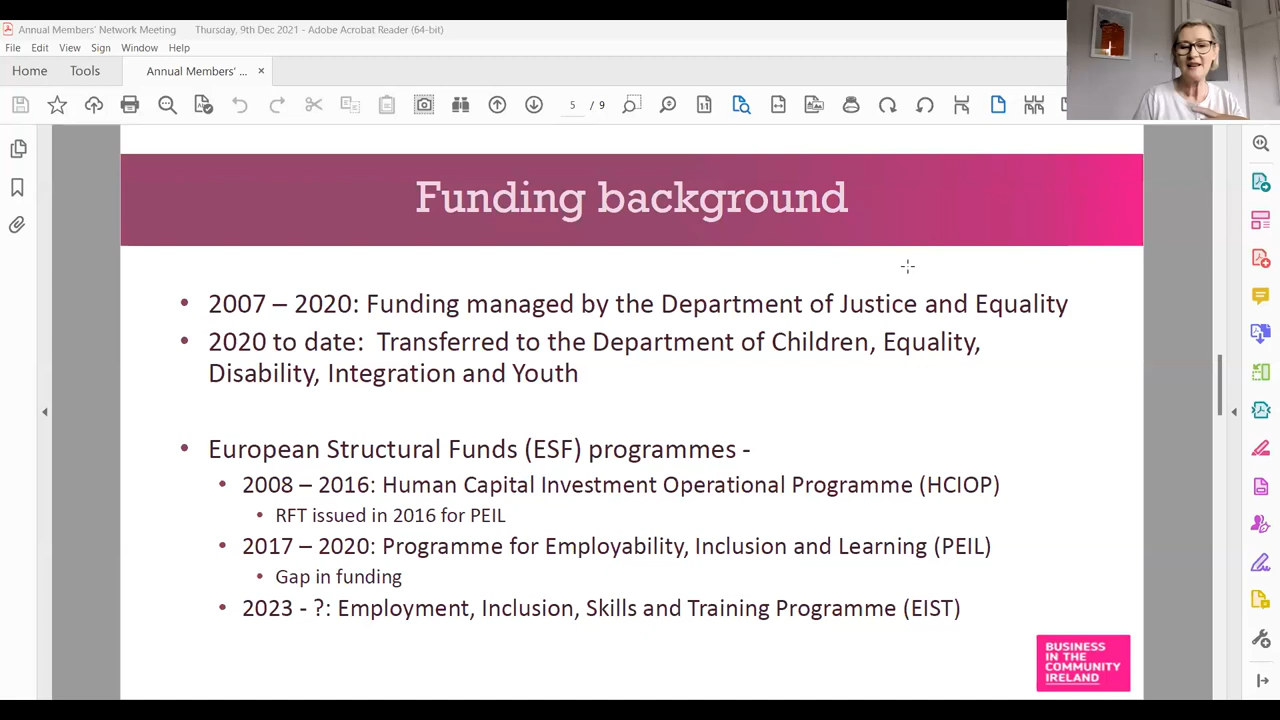 Annual Members' Network Meeting Thursday, 9th Dec 2021 - Adobe Acrobat Reader (64-bit)
File Edit View Sign Window Help
Home Tools Annual Members' ... ×
5 / 9
Funding background
• 2007 – 2020: Funding managed by the Department of Justice and Equality
• 2020 to date: Transferred to the Department of Children, Equality,
Disability, Integration and Youth
• European Structural Funds (ESF) programmes -
• 2008 – 2016: Human Capital Investment Operational Programme (HCIOP)
• RFT issued in 2016 for PEIL
• 2017 – 2020: Programme for Employability, Inclusion and Learning (PEIL)
• Gap in funding
• 2023 - ?: Employment, Inclusion, Skills and Training Programme (EIST)
BUSINESS
IN THE
COMMUNITY
IRELAND